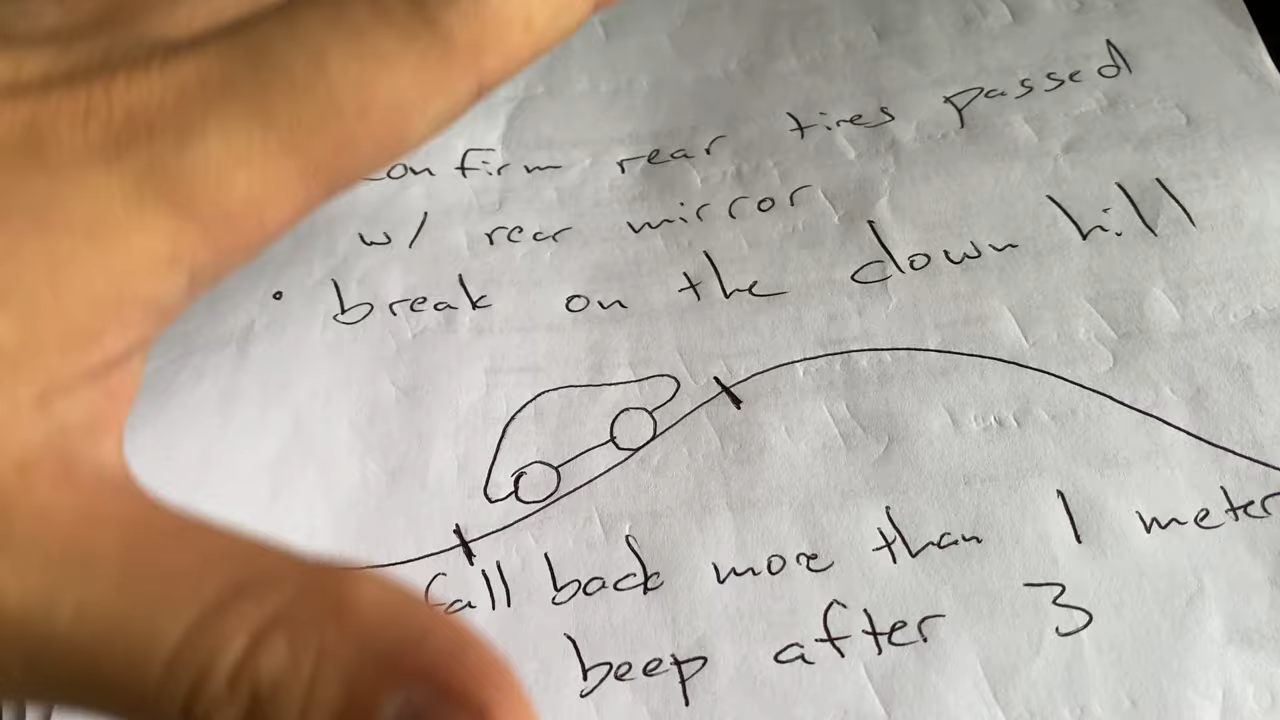 confirm rear tires passed
w/ rear mirror
• break on the down hill
fall back more than 1 meter
beep after 3